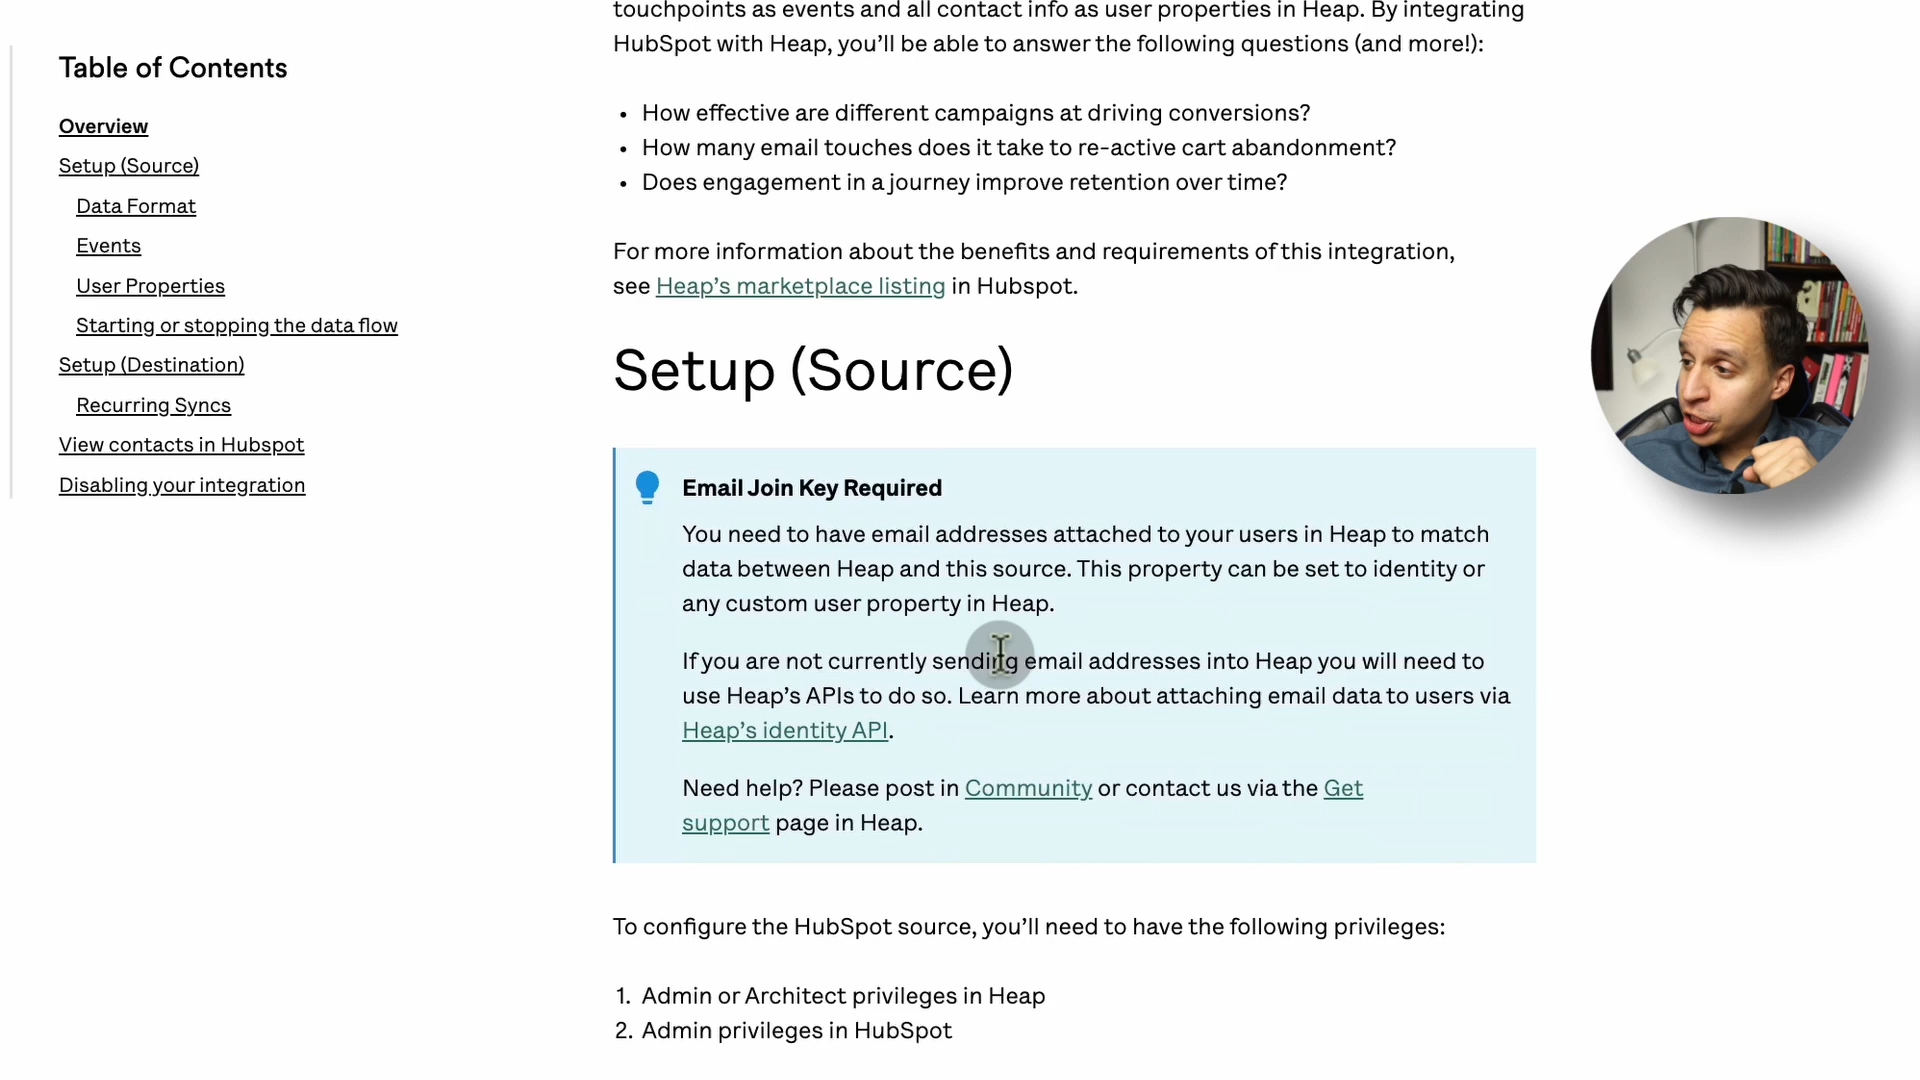 touchpoints as events and all contact info as user properties in Heap. By integrating
HubSpot with Heap, you’ll be able to answer the following questions (and more!):
Table of Contents
Overview
Setup (Source)
Data Format
Events
User Properties
Starting or stopping the data flow
Setup (Destination)
Recurring Syncs
View contacts in Hubspot
Disabling your integration
• How effective are different campaigns at driving conversions?
• How many email touches does it take to re-active cart abandonment?
• Does engagement in a journey improve retention over time?
For more information about the benefits and requirements of this integration,
see Heap’s marketplace listing in Hubspot.
Setup (Source)
Email Join Key Required
You need to have email addresses attached to your users in Heap to match
data between Heap and this source. This property can be set to identity or
any custom user property in Heap.
If you are not currently sending email addresses into Heap you will need to
use Heap’s APIs to do so. Learn more about attaching email data to users via
Heap’s identity API.
Need help? Please post in Community or contact us via the Get
support page in Heap.
To configure the HubSpot source, you’ll need to have the following privileges:
1. Admin or Architect privileges in Heap
2. Admin privileges in HubSpot